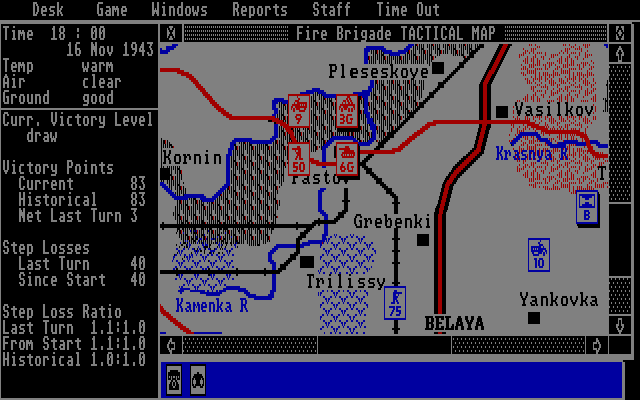 Desk Game Windows Reports Staff Time Out
Time 18 : 00
16 Nov 1943
Temp warm
Air clear
Ground good
Curr. Victory Level
draw
Victory Points
Current 83
Historical 83
Net Last Turn 3
Step Losses
Last Turn 40
Since Start 40
Step Loss Ratio
Last Turn 1.1:1.0
From Start 1.1:1.0
Historical 1.0:1.0
Fire Brigade TACTICAL MAP
Pleseskoye
9
3G
Vasilkov
Kornin
50
6G
Krasnya R
Fastov
T
B
Grebenki
10
Trilissy
Kamenka R
75
Yankovka
BELAYA